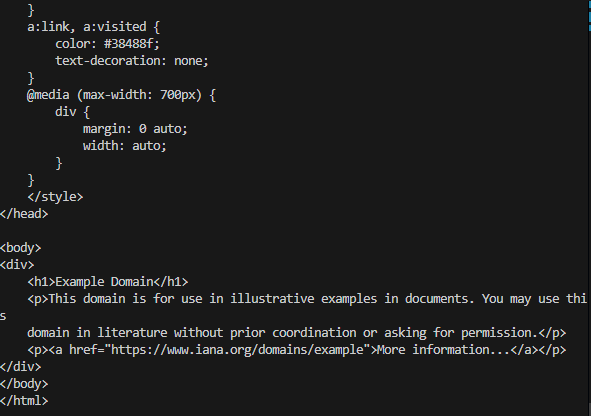 }
    a:link, a:visited {
        color: #38488f;
        text-decoration: none;
    }
    @media (max-width: 700px) {
        div {
            margin: 0 auto;
            width: auto;
        }
    }
    </style>
</head>

<body>
<div>
    <h1>Example Domain</h1>
    <p>This domain is for use in illustrative examples in documents. You may use thi
s
    domain in literature without prior coordination or asking for permission.</p>
    <p><a href="https://www.iana.org/domains/example">More information...</a></p>
</div>
</body>
</html>